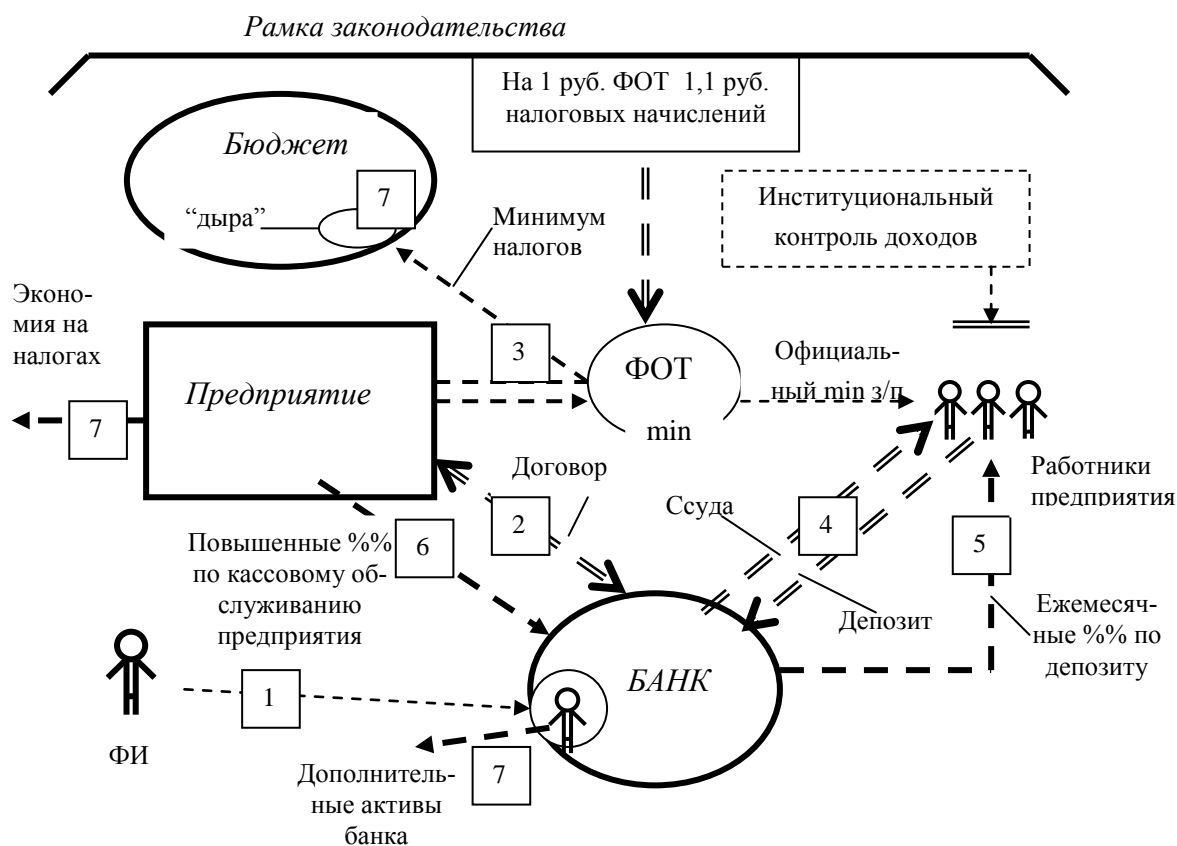 Рамка законодательства
На 1 руб. ФОТ 1,1 руб.
налоговых начислений
Бюджет
7
“дыра”
Минимум
налогов
Институциональный
контроль доходов
Эконо-
мия на
налогах
7
Предприятие
3
ФОТ
min
Официаль-
ный min з/п
Работники
предприятия
Договор
2
Ссуда
4
5
Повышенные %%
по кассовому об-
служиванию
предприятия
6
Депозит
Ежемесяч-
ные %% по
депозиту
БАНК
1
ФИ
7
Дополнитель-
ные активы
банка